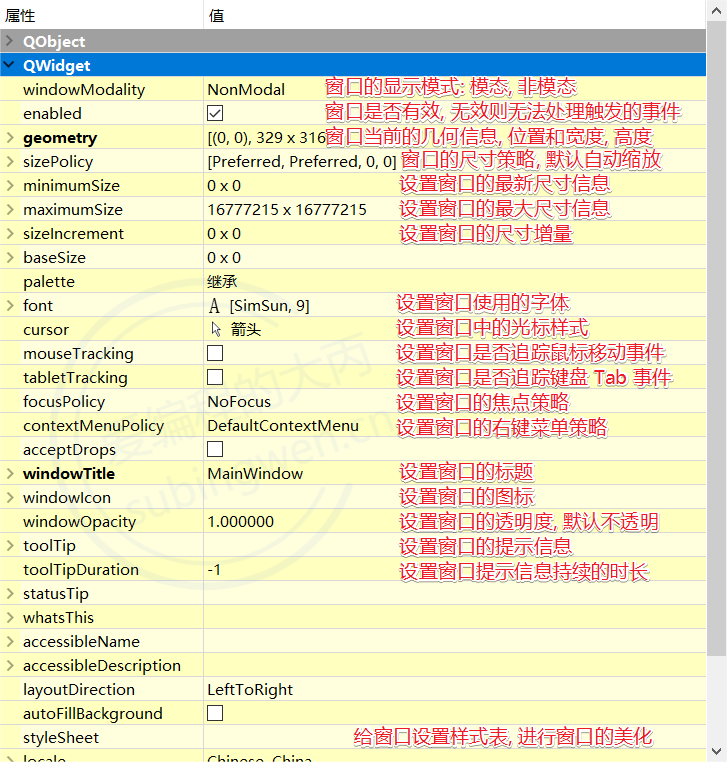 属性 值
QObject
QWidget
windowModality NonModal 窗口的显示模式: 模态, 非模态
enabled 窗口是否有效, 无效则无法处理触发的事件
geometry [(0, 0), 329 x 316 窗口当前的几何信息, 位置和宽度, 高度
sizePolicy [Preferred, Preferred, 0, 0] 窗口的尺寸策略, 默认自动缩放
minimumSize 0 x 0 设置窗口的最新尺寸信息
maximumSize 16777215 x 16777215 设置窗口的最大尺寸信息
sizeIncrement 0 x 0 设置窗口的尺寸增量
baseSize 0 x 0
palette 继承
font A [SimSun, 9] 设置窗口使用的字体
cursor 箭头 设置窗口中的光标样式
mouseTracking 设置窗口是否追踪鼠标移动事件
tabletTracking 设置窗口是否追踪键盘 Tab 事件
focusPolicy NoFocus 设置窗口的焦点策略
contextMenuPolicy DefaultContextMenu 设置窗口的右键菜单策略
acceptDrops
windowTitle MainWindow 设置窗口的标题
windowIcon 设置窗口的图标
windowOpacity 1.000000 设置窗口的透明度, 默认不透明
toolTip 设置窗口的提示信息
toolTipDuration -1 设置窗口提示信息持续的时长
statusTip
whatsThis
accessibleName
accessibleDescription
layoutDirection LeftToRight
autoFillBackground
styleSheet 给窗口设置样式表, 进行窗口的美化
locale Chinese, China
爱编程的大丙
subingwen.cn